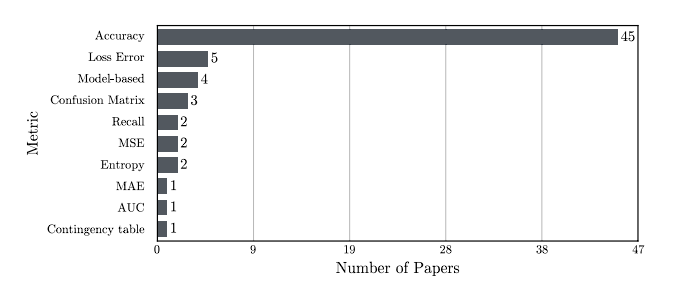 Metric
Accuracy 45
Loss Error 5
Model-based 4
Confusion Matrix 3
Recall 2
MSE 2
Entropy 2
MAE 1
AUC 1
Contingency table 1
0 9 19 28 38 47
Number of Papers